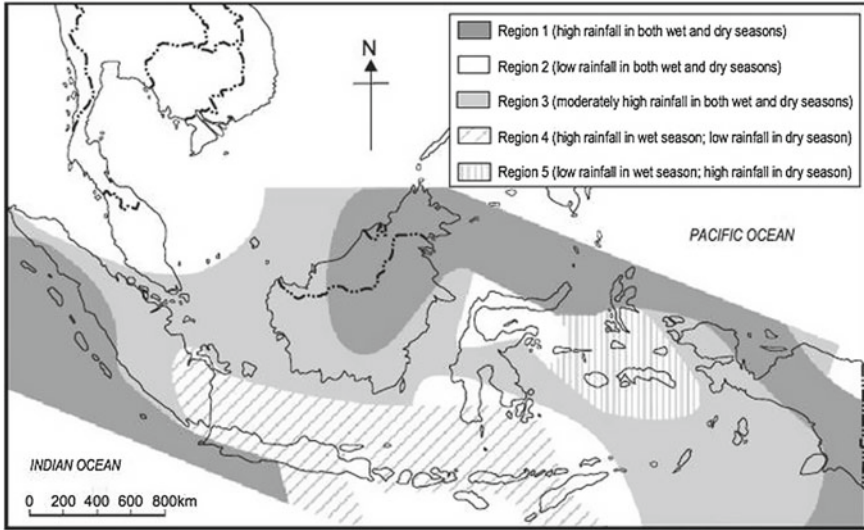 N
Region 1 (high rainfall in both wet and dry seasons)
Region 2 (low rainfall in both wet and dry seasons)
Region 3 (moderately high rainfall in both wet and dry seasons)
Region 4 (high rainfall in wet season; low rainfall in dry season)
Region 5 (low rainfall in wet season; high rainfall in dry season)
PACIFIC OCEAN
INDIAN OCEAN
0 200 400 600 800km